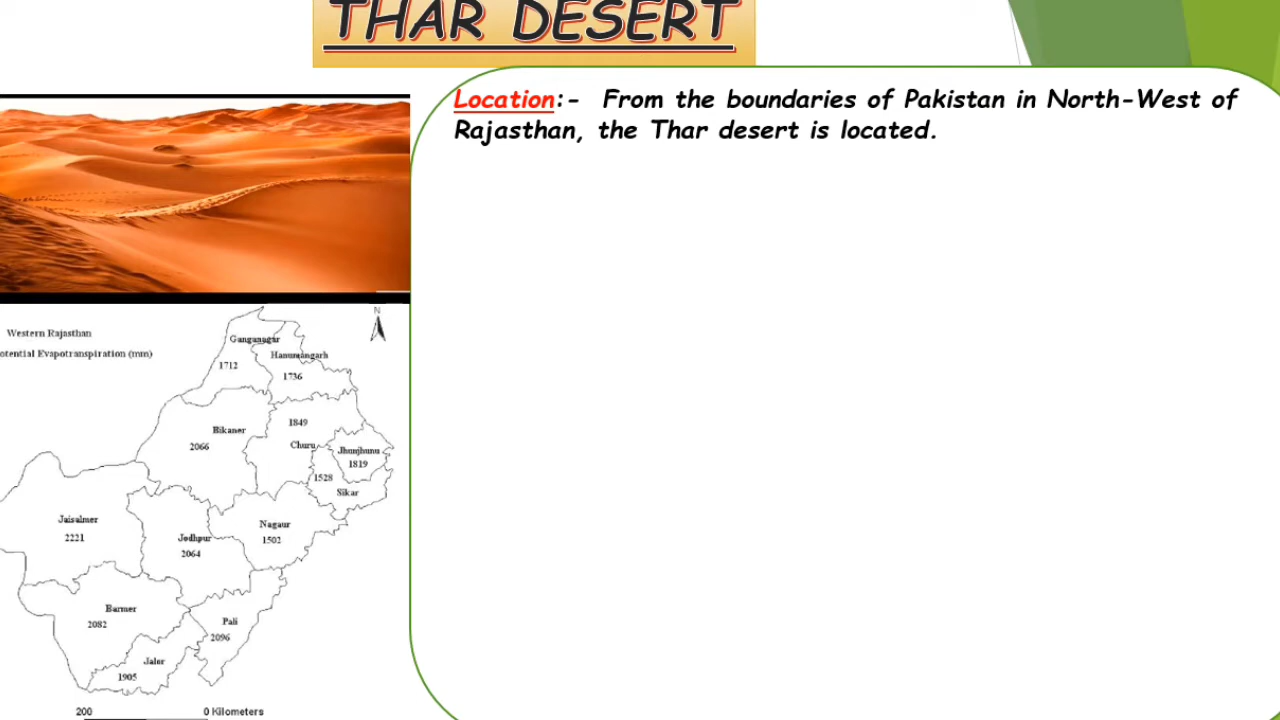 THAR DESERT
Location:- From the boundaries of Pakistan in North-West of
Rajasthan, the Thar desert is located.
N
Western Rajasthan
otential Evapotranspiration (mm)
Ganganagar
1712
Hanumangarh
1736
Bikaner
2066
1849
Churu
Jhunjhunu
1819
1528
Sikar
Jaisalmer
2221
Jodhpur
2064
Nagaur
1502
Barmer
2082
Pali
2096
Jalor
1905
200 0 Kilometers